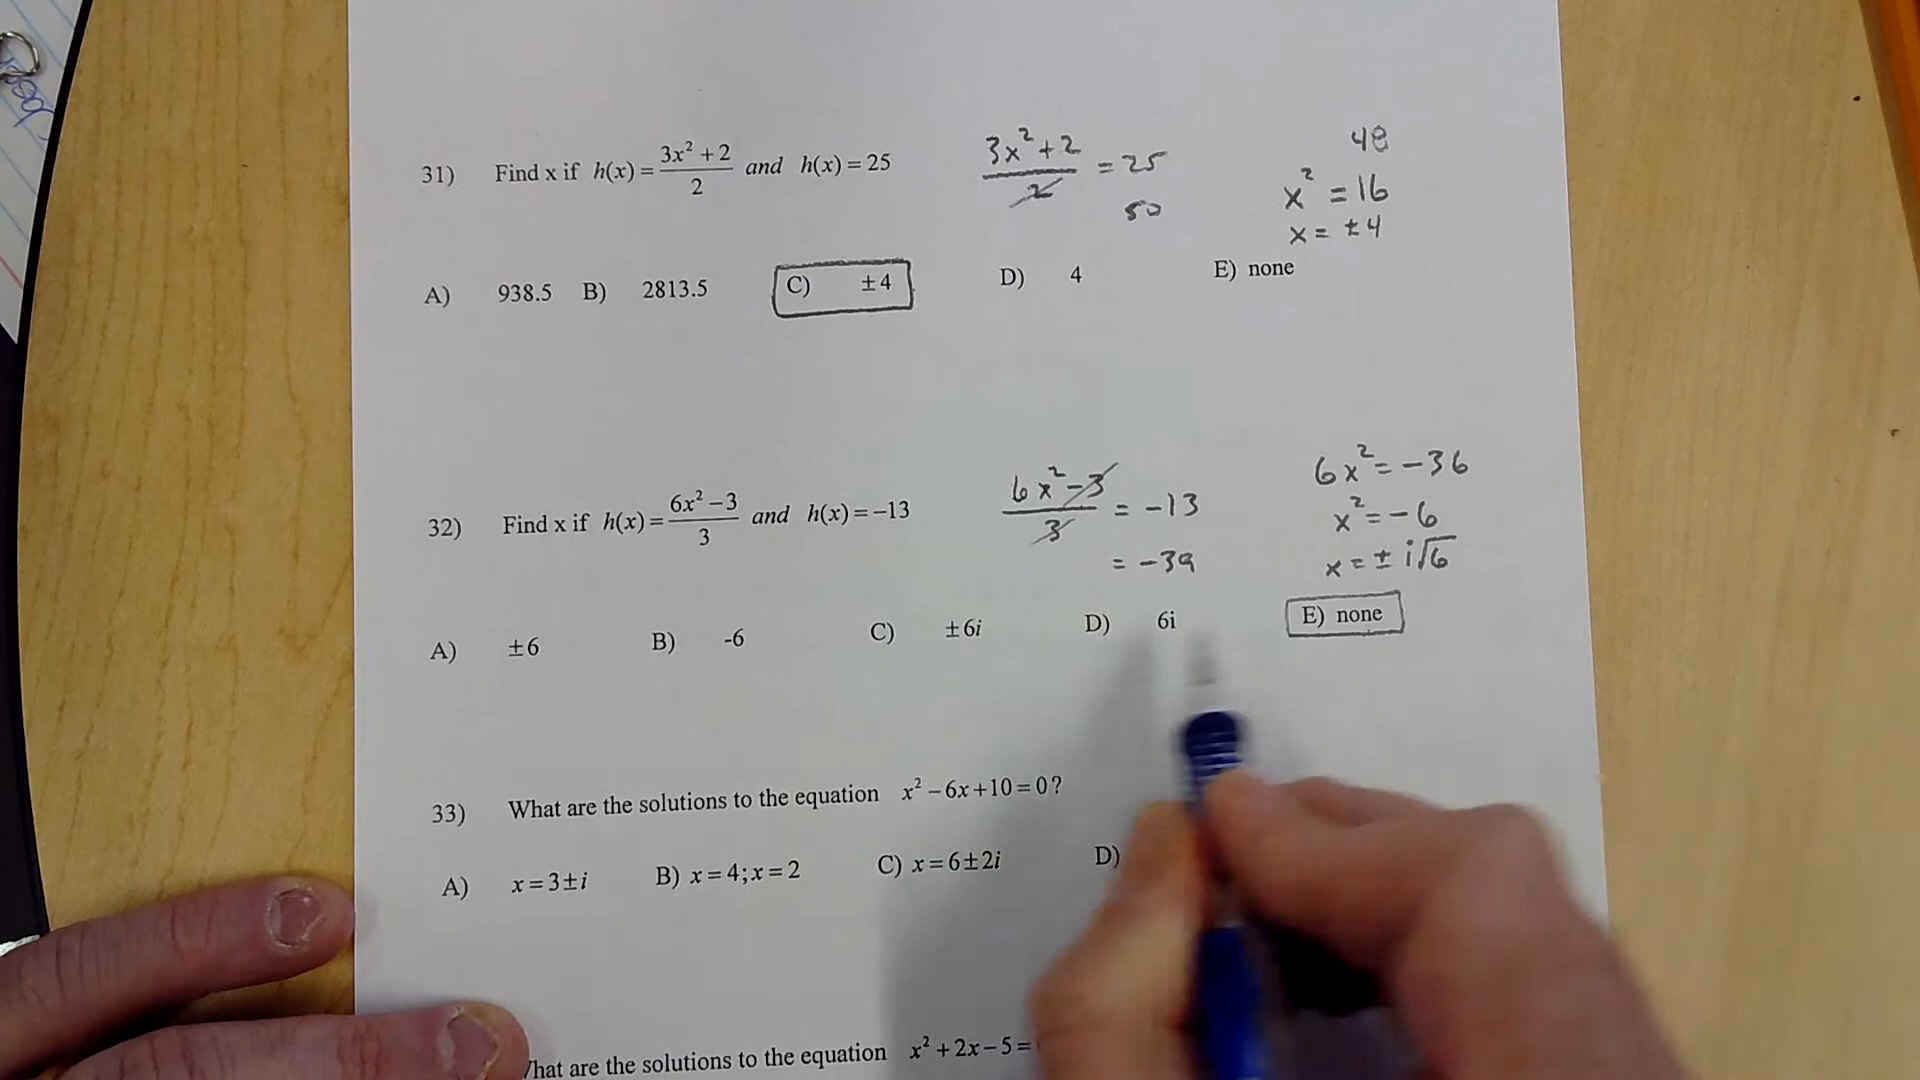 31) Find x if h(x) = (3x² + 2)/2 and h(x) = 25
(3x² + 2)/2 = 25
50
48
x² = 16
x = ±4
A) 938.5 B) 2813.5 C) ±4 D) 4 E) none
32) Find x if h(x) = (6x² − 3)/3 and h(x) = −13
(6x² − 3)/3 = −13
= −39
6x² = −36
x² = −6
x = ± i√6
A) ±6 B) -6 C) ±6i D) 6i E) none
33) What are the solutions to the equation x² − 6x + 10 = 0?
A) x = 3 ± i B) x = 4; x = 2 C) x = 6 ± 2i D)
are the solutions to the equation x² + 2x − 5 =